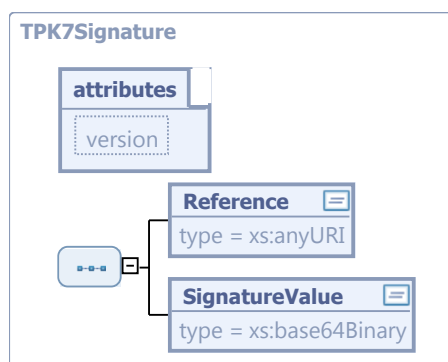 TPK7Signature
attributes
version
Reference
type = xs:anyURI
SignatureValue
type = xs:base64Binary